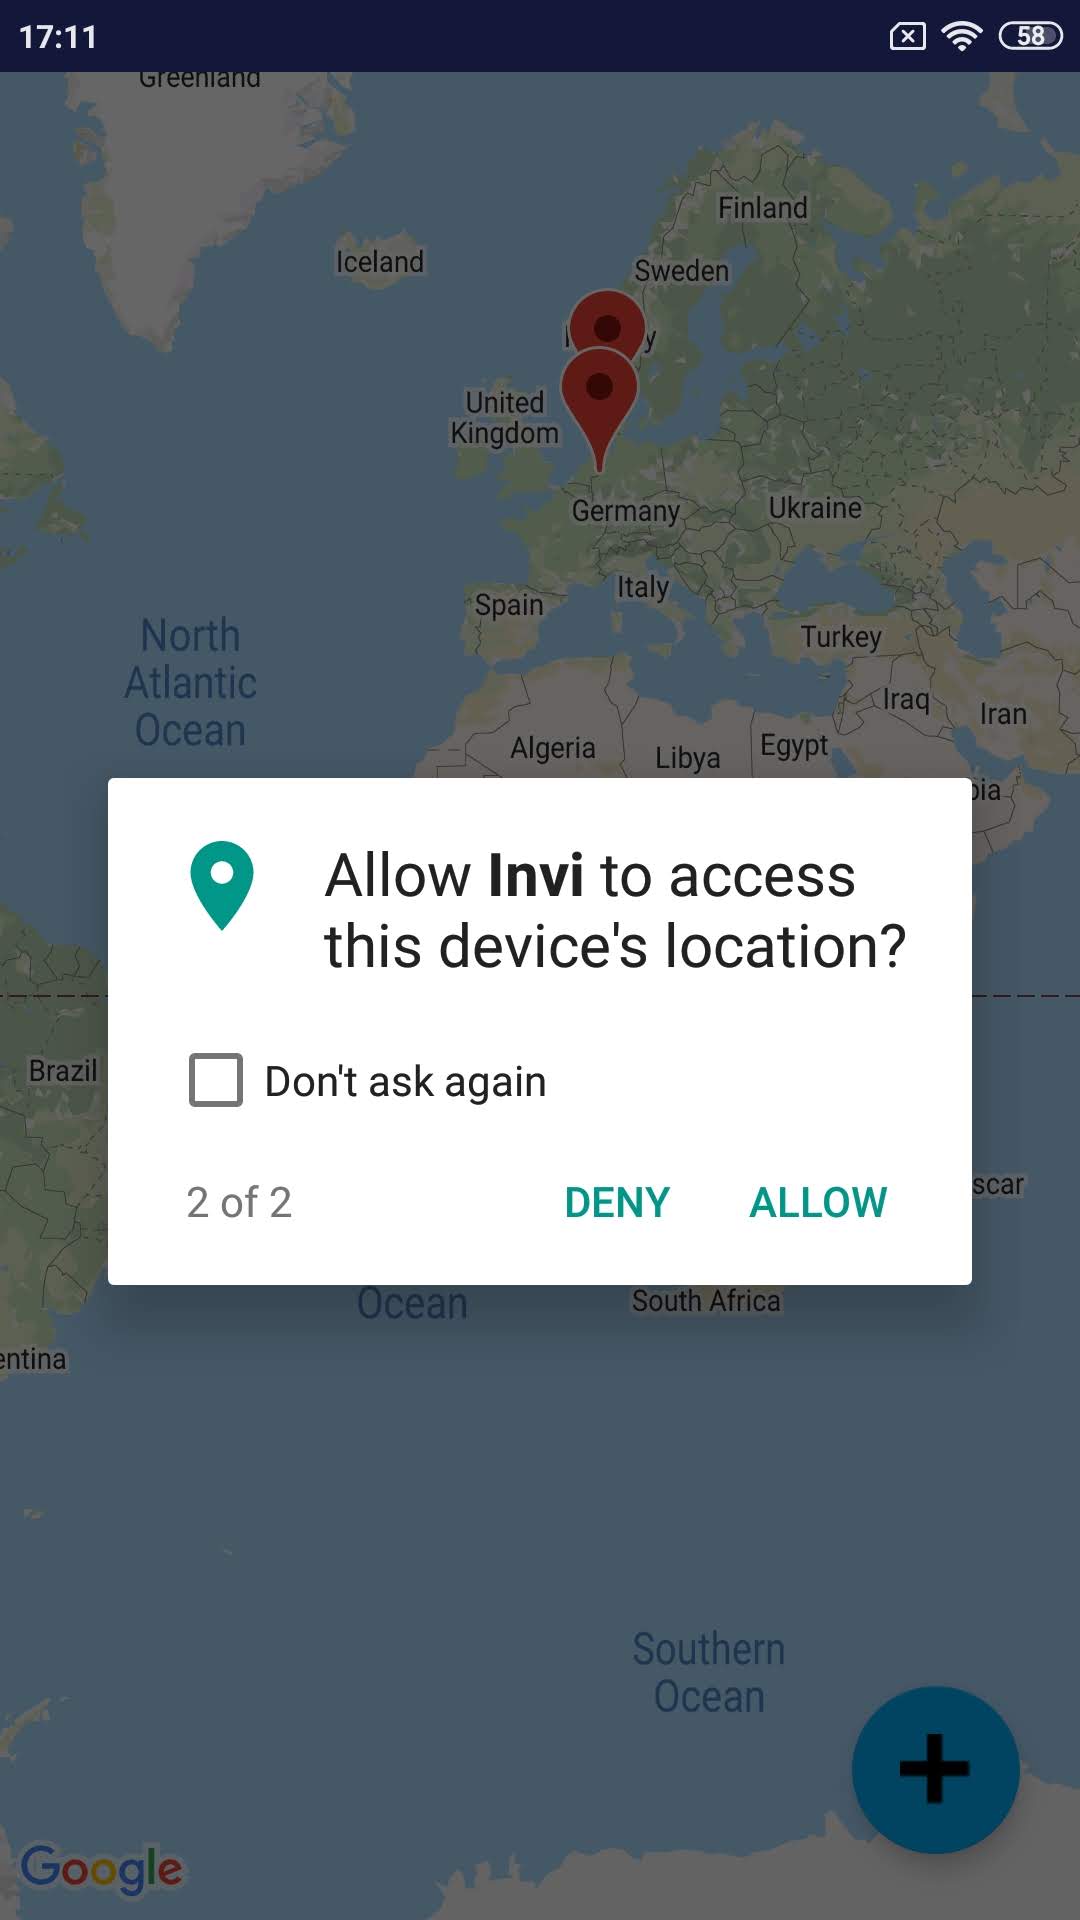 17:11
58
Greenland
Finland
Iceland
Sweden
United
Kingdom
Germany
Ukraine
Italy
Spain
Turkey
North
Atlantic
Ocean
Iraq
Iran
Algeria
Libya
Egypt
bia
Allow Invi to access
this device's location?
Brazil
Don't ask again
2 of 2
DENY
ALLOW
scar
Ocean
South Africa
entina
Southern
Ocean
Google